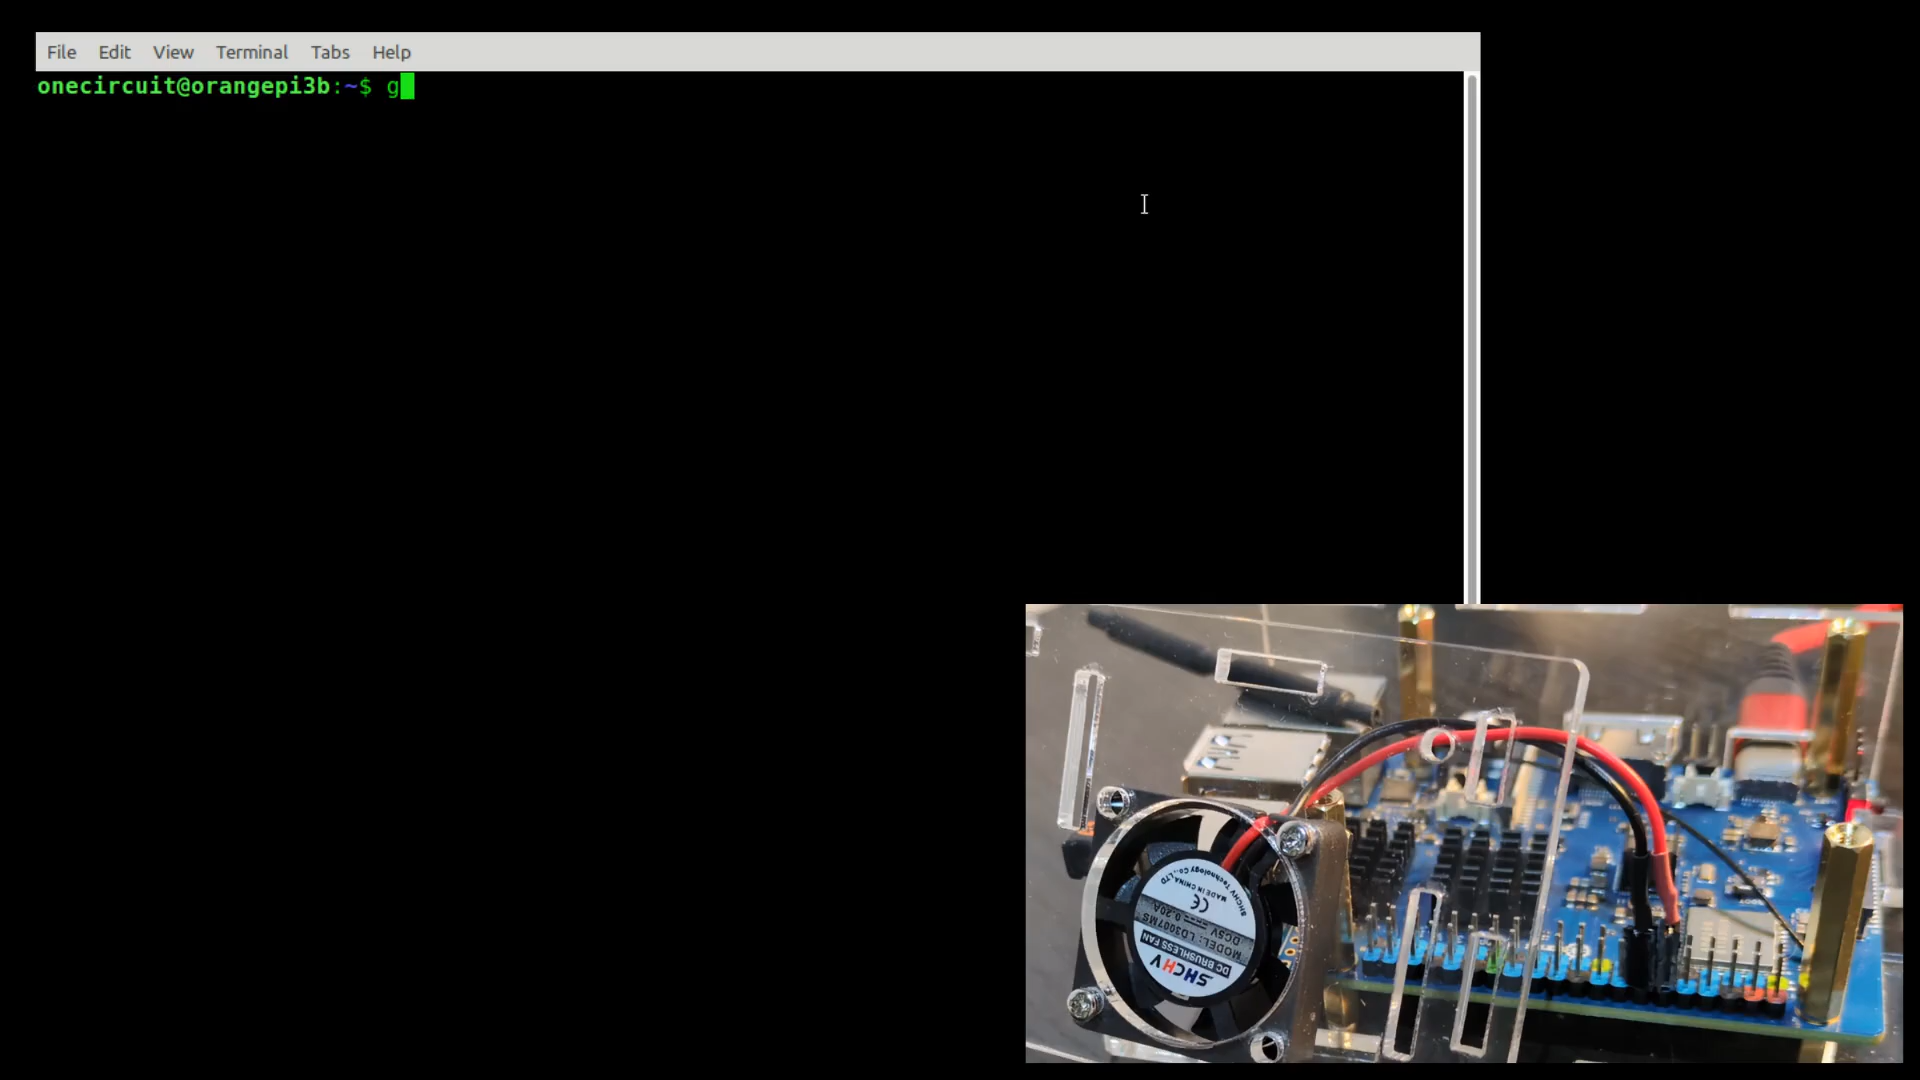 File Edit View Terminal Tabs Help
onecircuit@orangepi3b:~$ g
SHCHV
DC BRUSHLESS FAN
MODEL: LD3007MS
DC5V 0.20A
CE
MADE IN CHINA
SHCHV Technology Co.,LTD